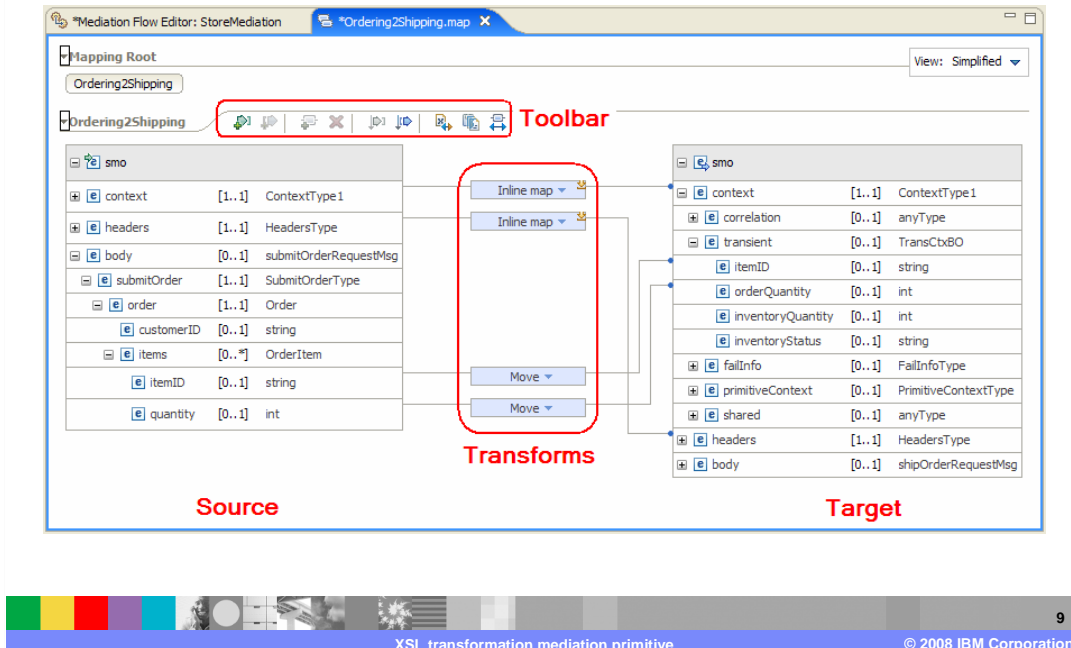 *Mediation Flow Editor: StoreMediation
*Ordering2Shipping.map
Mapping Root
View: Simplified
Ordering2Shipping
Ordering2Shipping
Toolbar
smo
context [1..1] ContextType1
headers [1..1] HeadersType
body [0..1] submitOrderRequestMsg
submitOrder [1..1] SubmitOrderType
order [1..1] Order
customerID [0..1] string
items [0..*] OrderItem
itemID [0..1] string
quantity [0..1] int
Inline map
Inline map
Move
Move
Transforms
smo
context [1..1] ContextType1
correlation [0..1] anyType
transient [0..1] TransCtxBO
itemID [0..1] string
orderQuantity [0..1] int
inventoryQuantity [0..1] int
inventoryStatus [0..1] string
failInfo [0..1] FailInfoType
primitiveContext [0..1] PrimitiveContextType
shared [0..1] anyType
headers [1..1] HeadersType
body [0..1] shipOrderRequestMsg
Source
Target
9
XSL transformation mediation primitive
© 2008 IBM Corporation